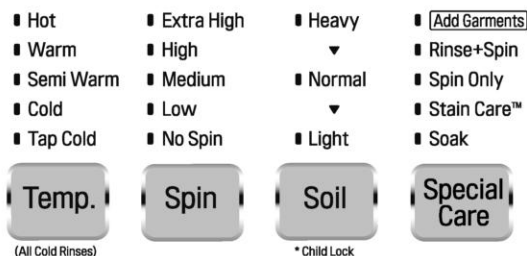 Hot
Warm
Semi Warm
Cold
Tap Cold
Temp.
(All Cold Rinses)
Extra High
High
Medium
Low
No Spin
Spin
Heavy
Normal
Light
Soil
* Child Lock
Add Garments
Rinse+Spin
Spin Only
Stain Care™
Soak
Special
Care